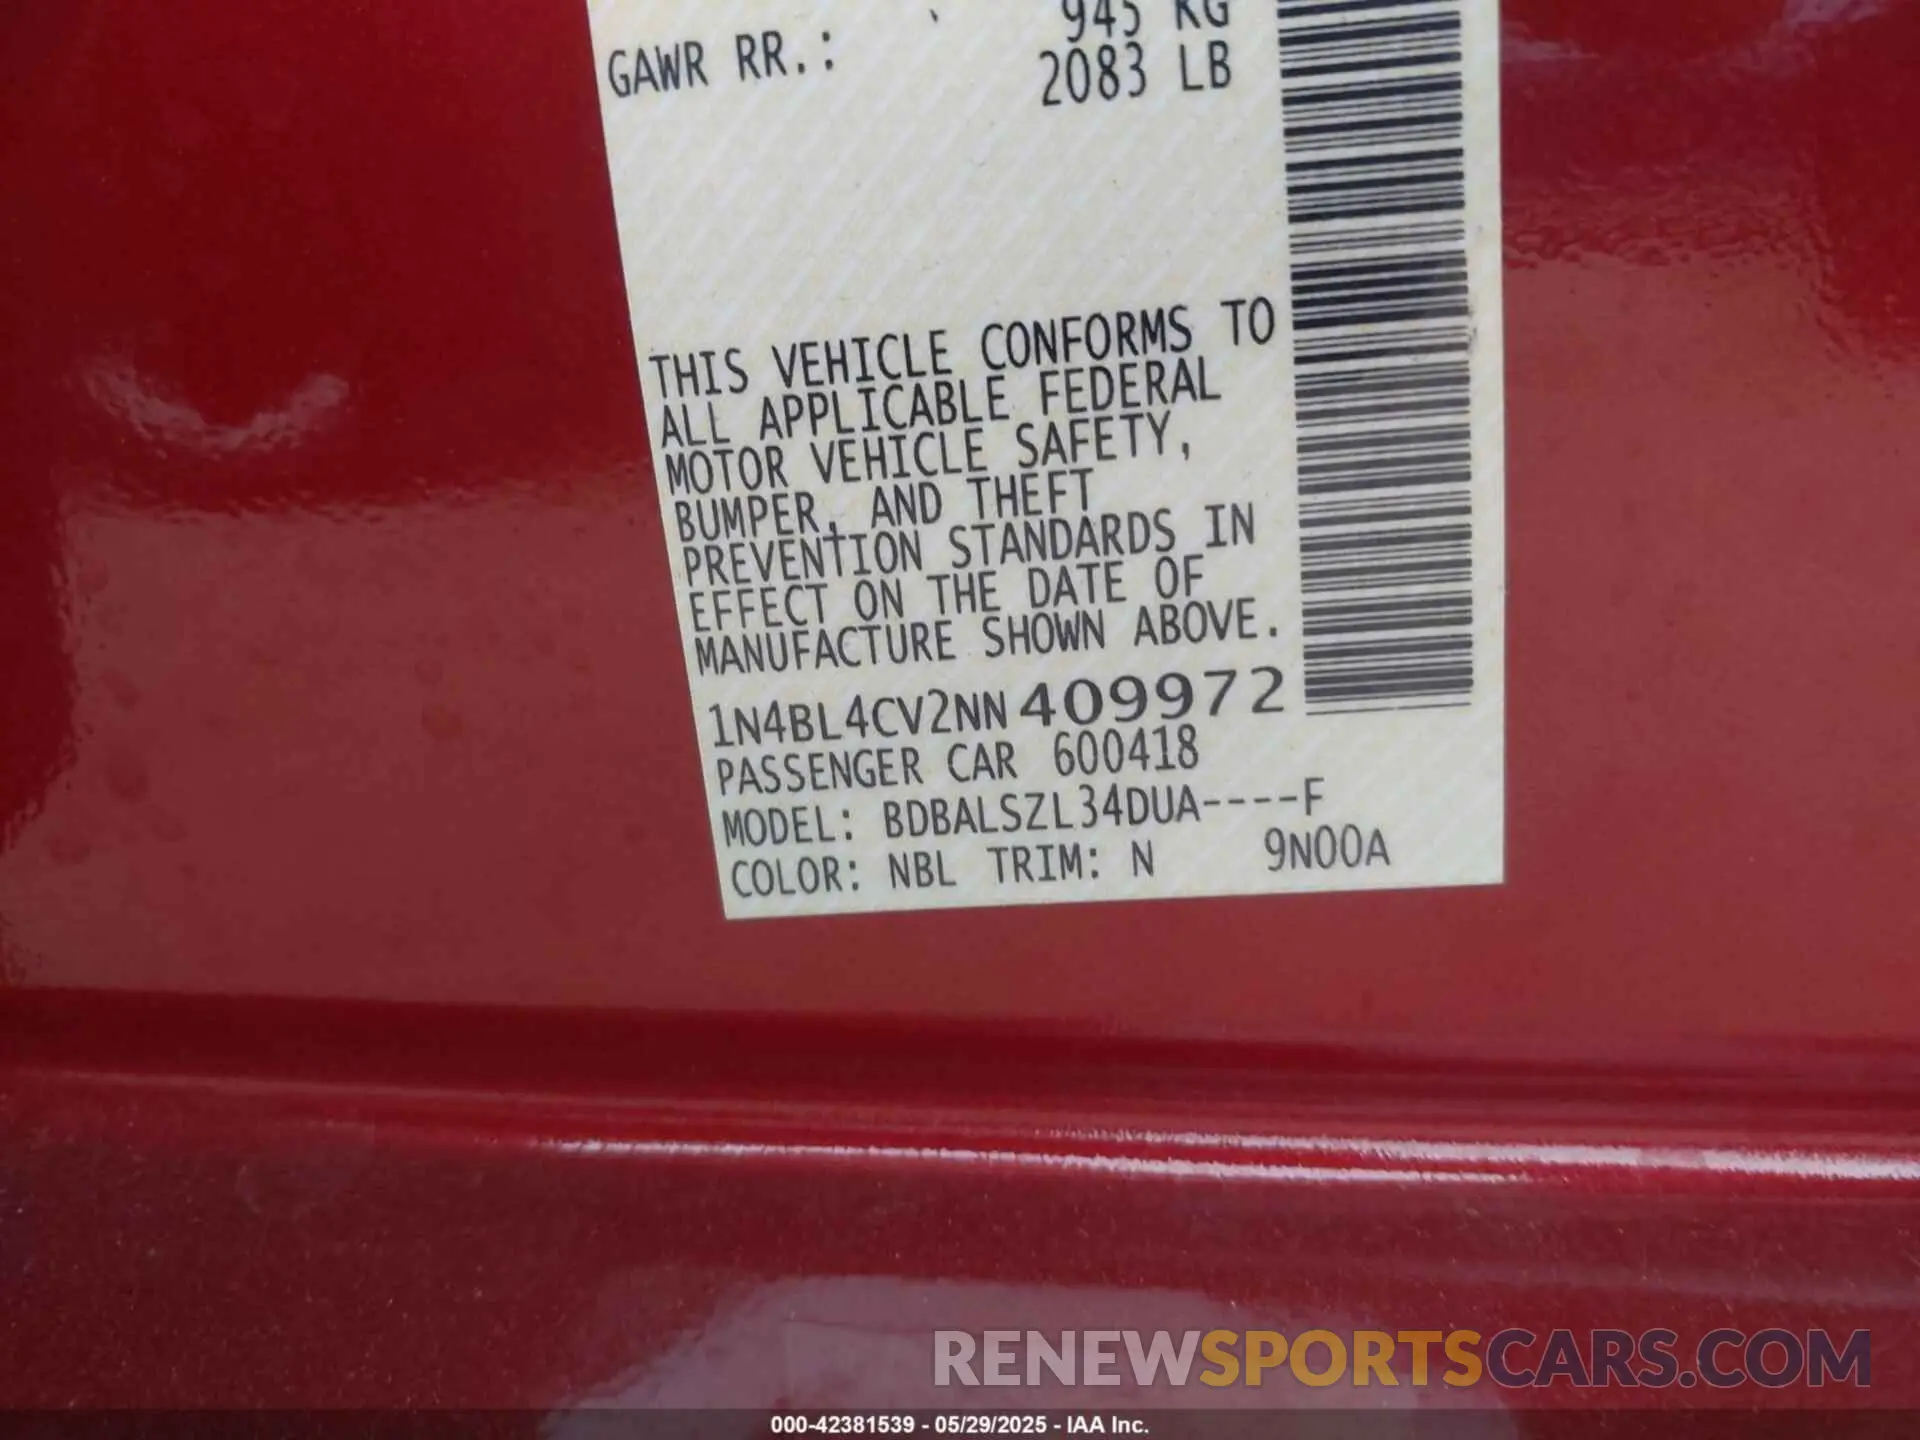 945 KG
GAWR RR.: 2083 LB
THIS VEHICLE CONFORMS TO
ALL APPLICABLE FEDERAL
MOTOR VEHICLE SAFETY,
BUMPER, AND THEFT
PREVENTION STANDARDS IN
EFFECT ON THE DATE OF
MANUFACTURE SHOWN ABOVE.
1N4BL4CV2NN409972
PASSENGER CAR 600418
MODEL: BDBALSZL34DUA----F
COLOR: NBL TRIM: N 9N00A
RENEWSPORTSCARS.COM
000-42381539 - 05/29/2025 - IAA Inc.